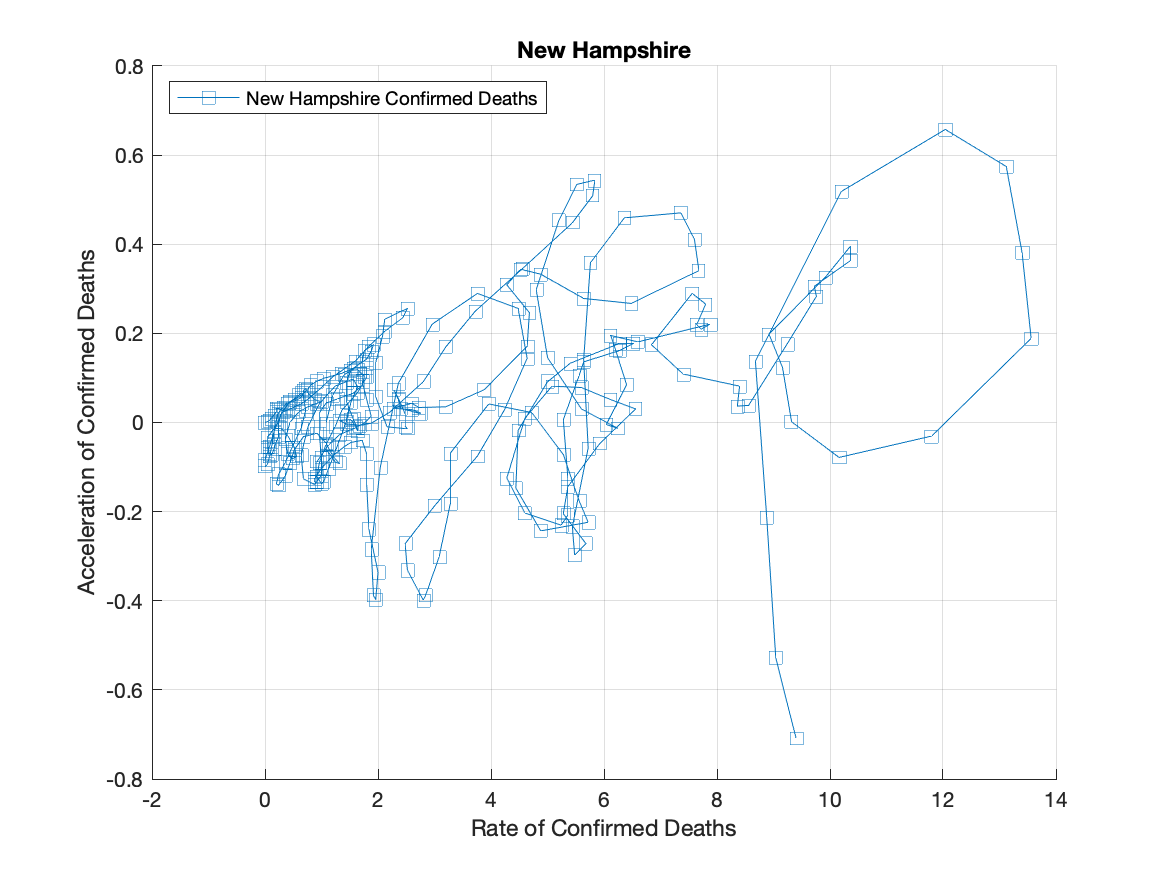 New Hampshire
New Hampshire Confirmed Deaths
0.8
0.6
0.4
0.2
0
-0.2
-0.4
-0.6
-0.8
Acceleration of Confirmed Deaths
-2 0 2 4 6 8 10 12 14
Rate of Confirmed Deaths